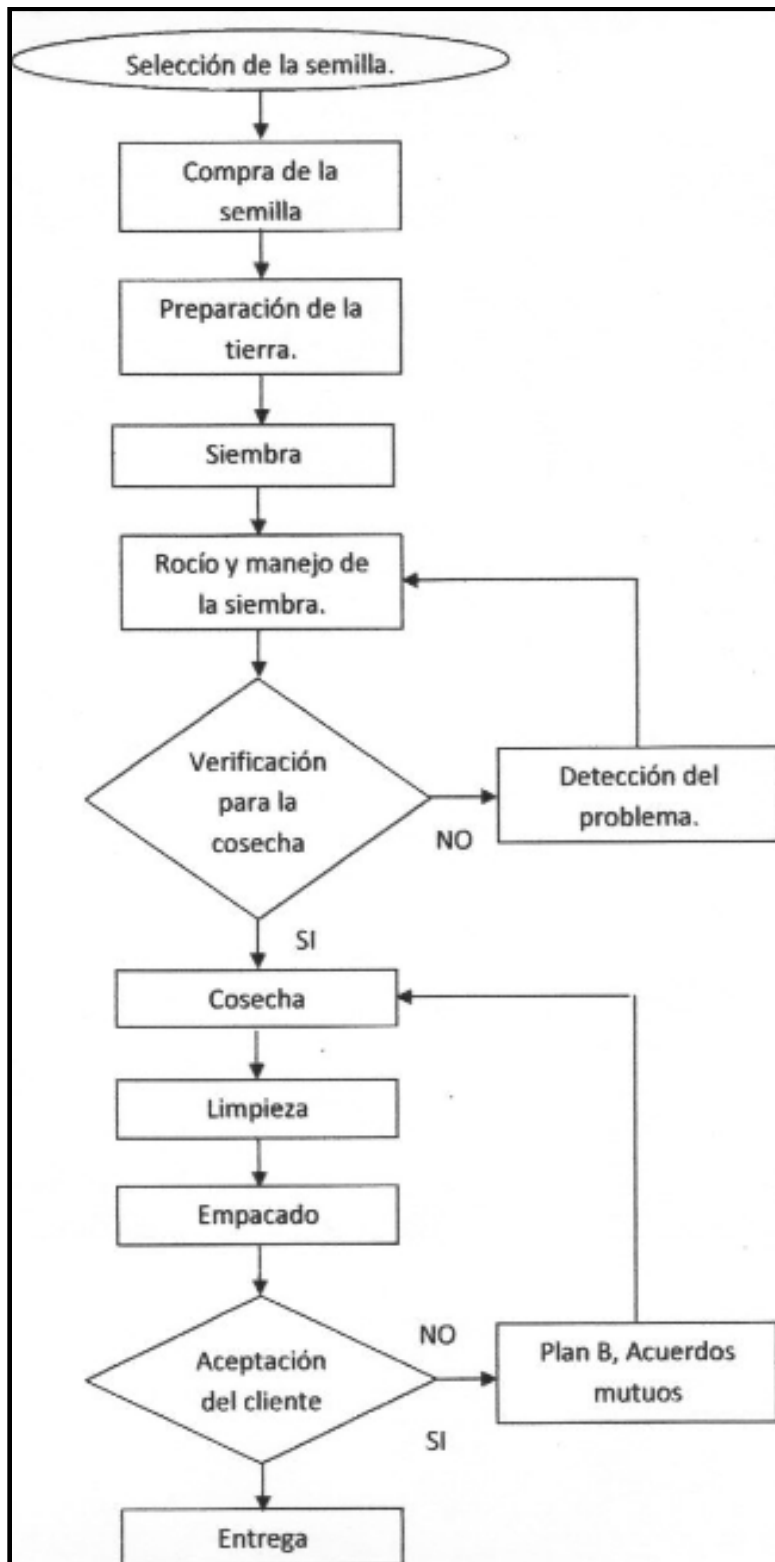 Selección de la semilla.
Compra de la
semilla
Preparación de la
tierra.
Siembra
Rocío y manejo de
la siembra.
Verificación
para la
cosecha
NO
Detección del
problema.
SI
Cosecha
Limpieza
Empacado
Aceptación
del cliente
NO
Plan B, Acuerdos
mutuos
SI
Entrega